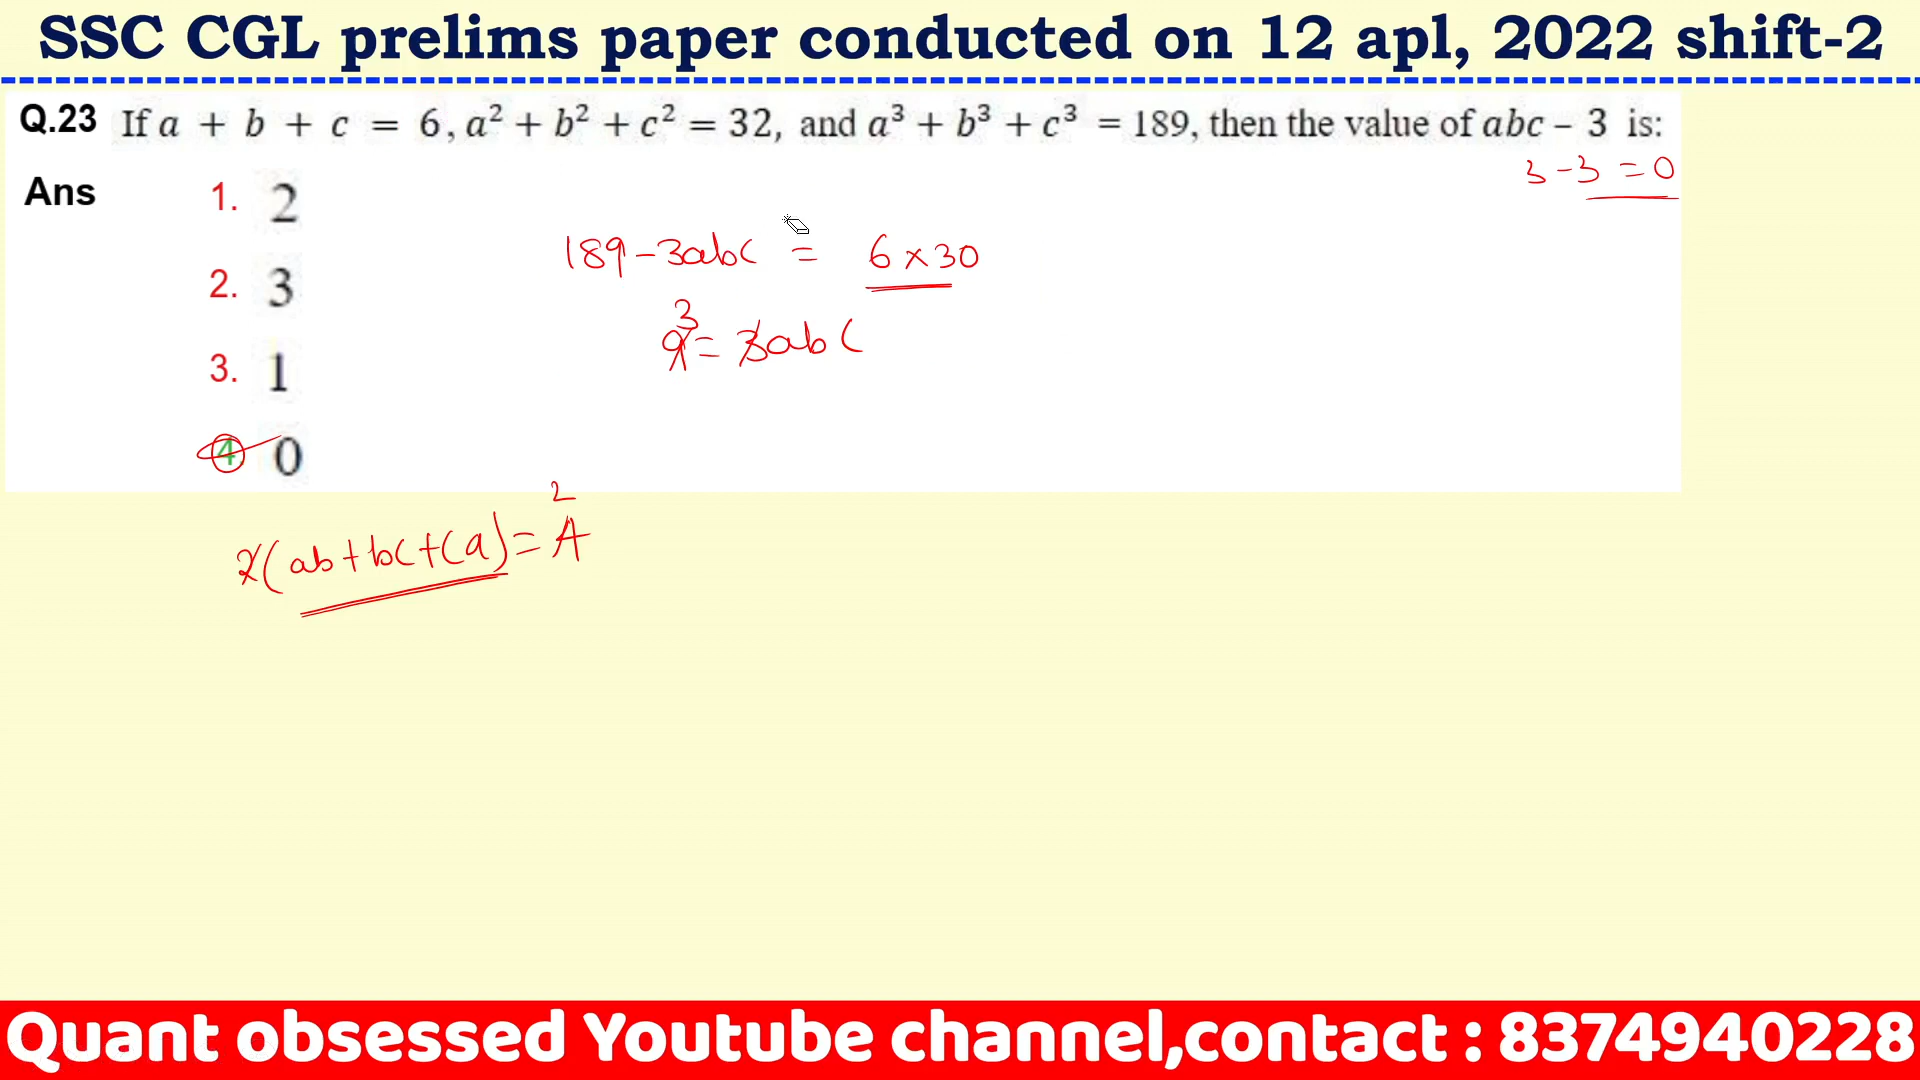 SSC CGL prelims paper conducted on 12 apl, 2022 shift-2
Q.23 If a + b + c = 6, a² + b² + c² = 32, and a³ + b³ + c³ = 189, then the value of abc – 3 is:
3 - 3 = 0
Ans
1. 2
2. 3
3. 1
4. 0
189 - 3abc = 6 × 30
3
9 = 3abc
2
2(ab+bc+ca) = 4
Quant obsessed Youtube channel,contact : 8374940228